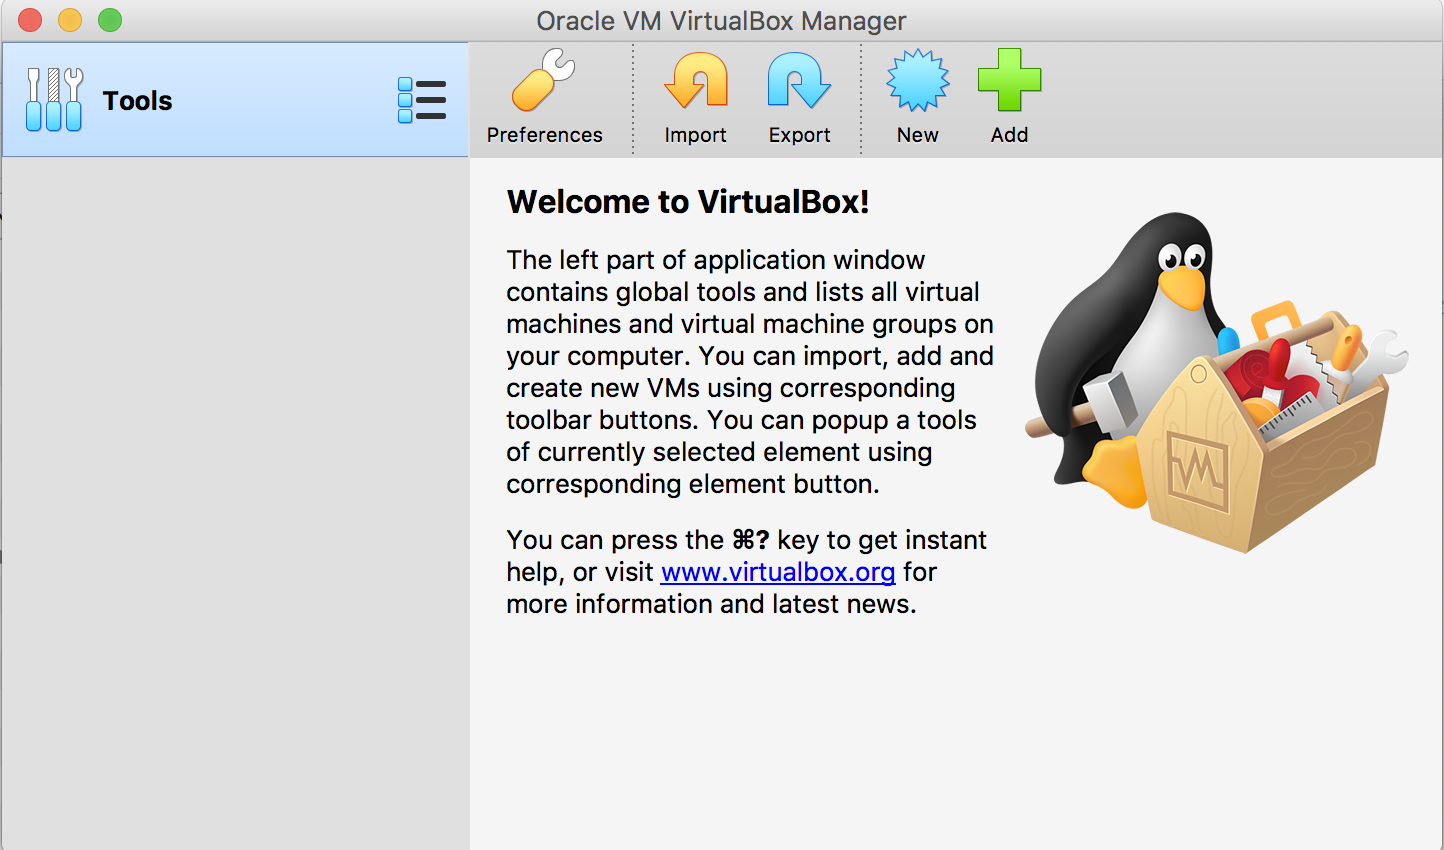 Oracle VM VirtualBox Manager
Tools
Preferences
Import
Export
New
Add
Welcome to VirtualBox!
The left part of application window
contains global tools and lists all virtual
machines and virtual machine groups on
your computer. You can import, add and
create new VMs using corresponding
toolbar buttons. You can popup a tools
of currently selected element using
corresponding element button.
You can press the ⌘? key to get instant
help, or visit www.virtualbox.org for
more information and latest news.